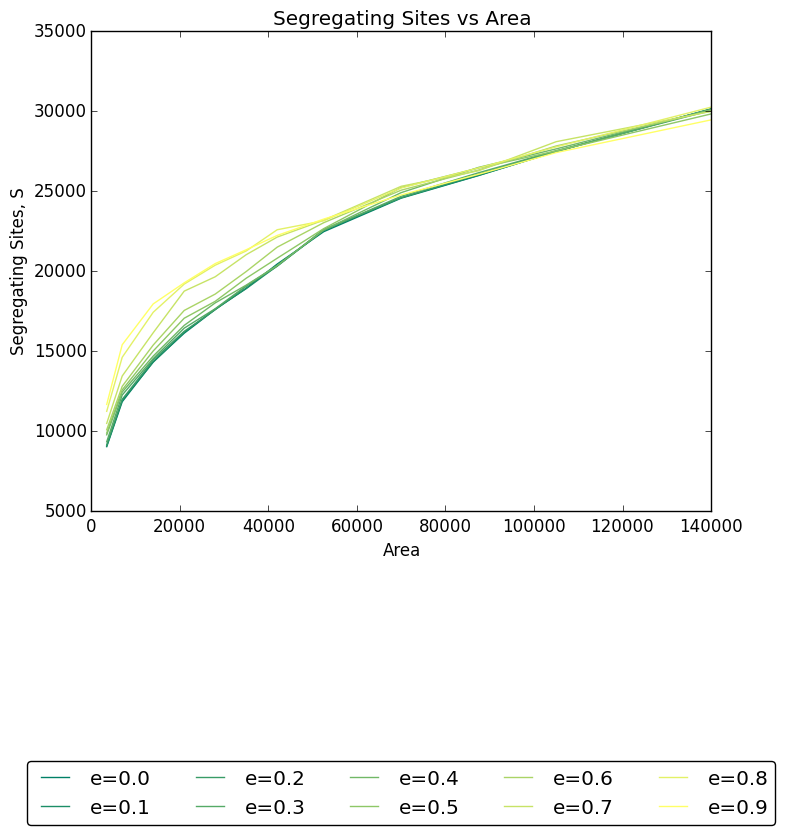 Segregating Sites vs Area
35000
30000
25000
20000
15000
10000
5000
Segregating Sites, S
0 20000 40000 60000 80000 100000 120000 140000
Area
e=0.0 e=0.2 e=0.4 e=0.6 e=0.8
e=0.1 e=0.3 e=0.5 e=0.7 e=0.9